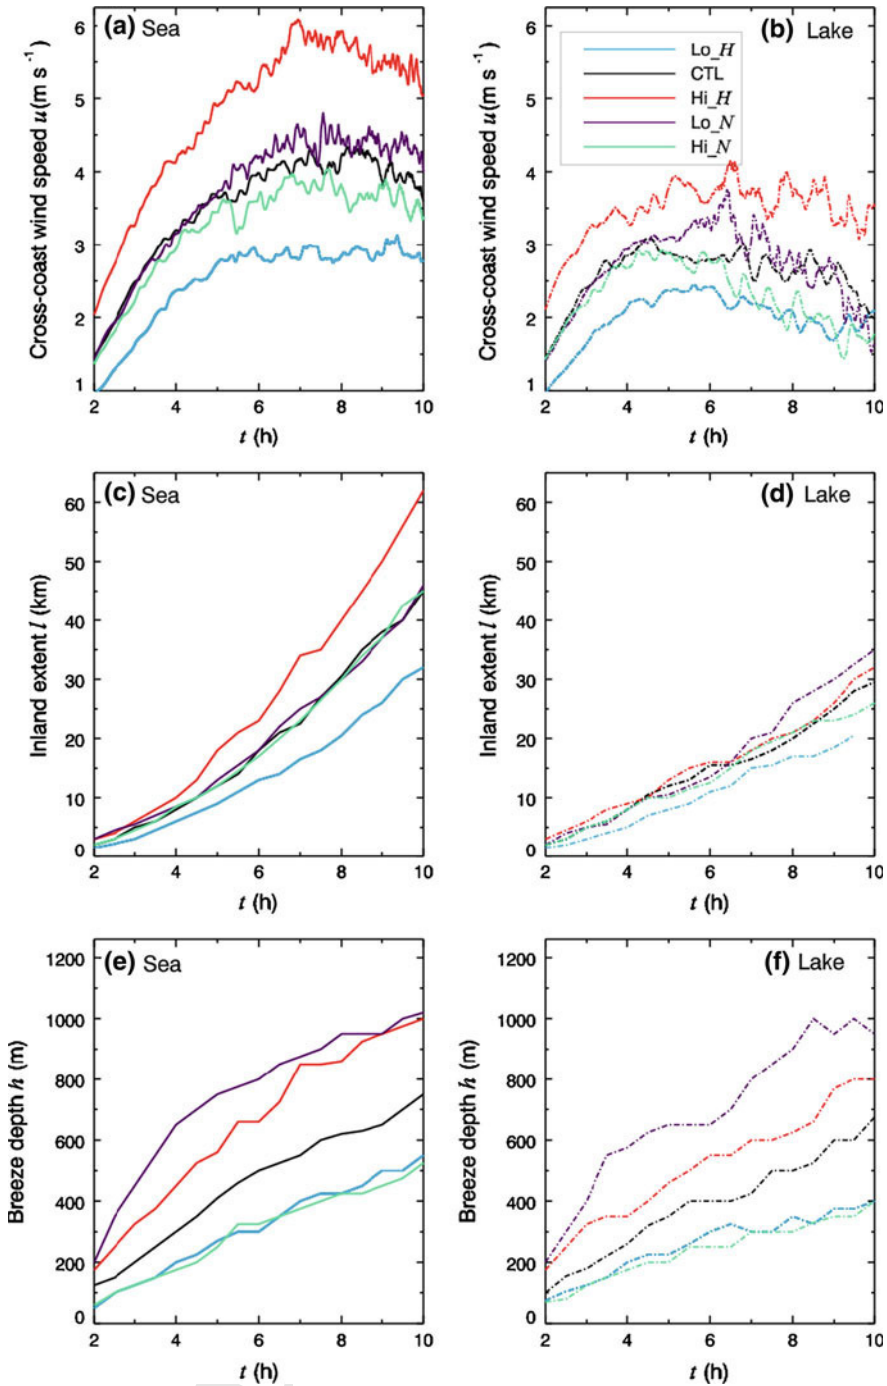 (a) Sea
Cross-coast wind speed u(m s⁻¹)
6
5
4
3
2
1
2 4 6 8 10
t (h)
(b) Lake
Lo_H
CTL
Hi_H
Lo_N
Hi_N
Cross-coast wind speed u(m s⁻¹)
6
5
4
3
2
1
2 4 6 8 10
t (h)
(c) Sea
Inland extent l (km)
60
50
40
30
20
10
0
2 4 6 8 10
t (h)
(d) Lake
Inland extent l (km)
60
50
40
30
20
10
0
2 4 6 8 10
t (h)
(e) Sea
Breeze depth h (m)
1200
1000
800
600
400
200
0
2 4 6 8 10
t (h)
(f) Lake
Breeze depth h (m)
1200
1000
800
600
400
200
0
2 4 6 8 10
t (h)